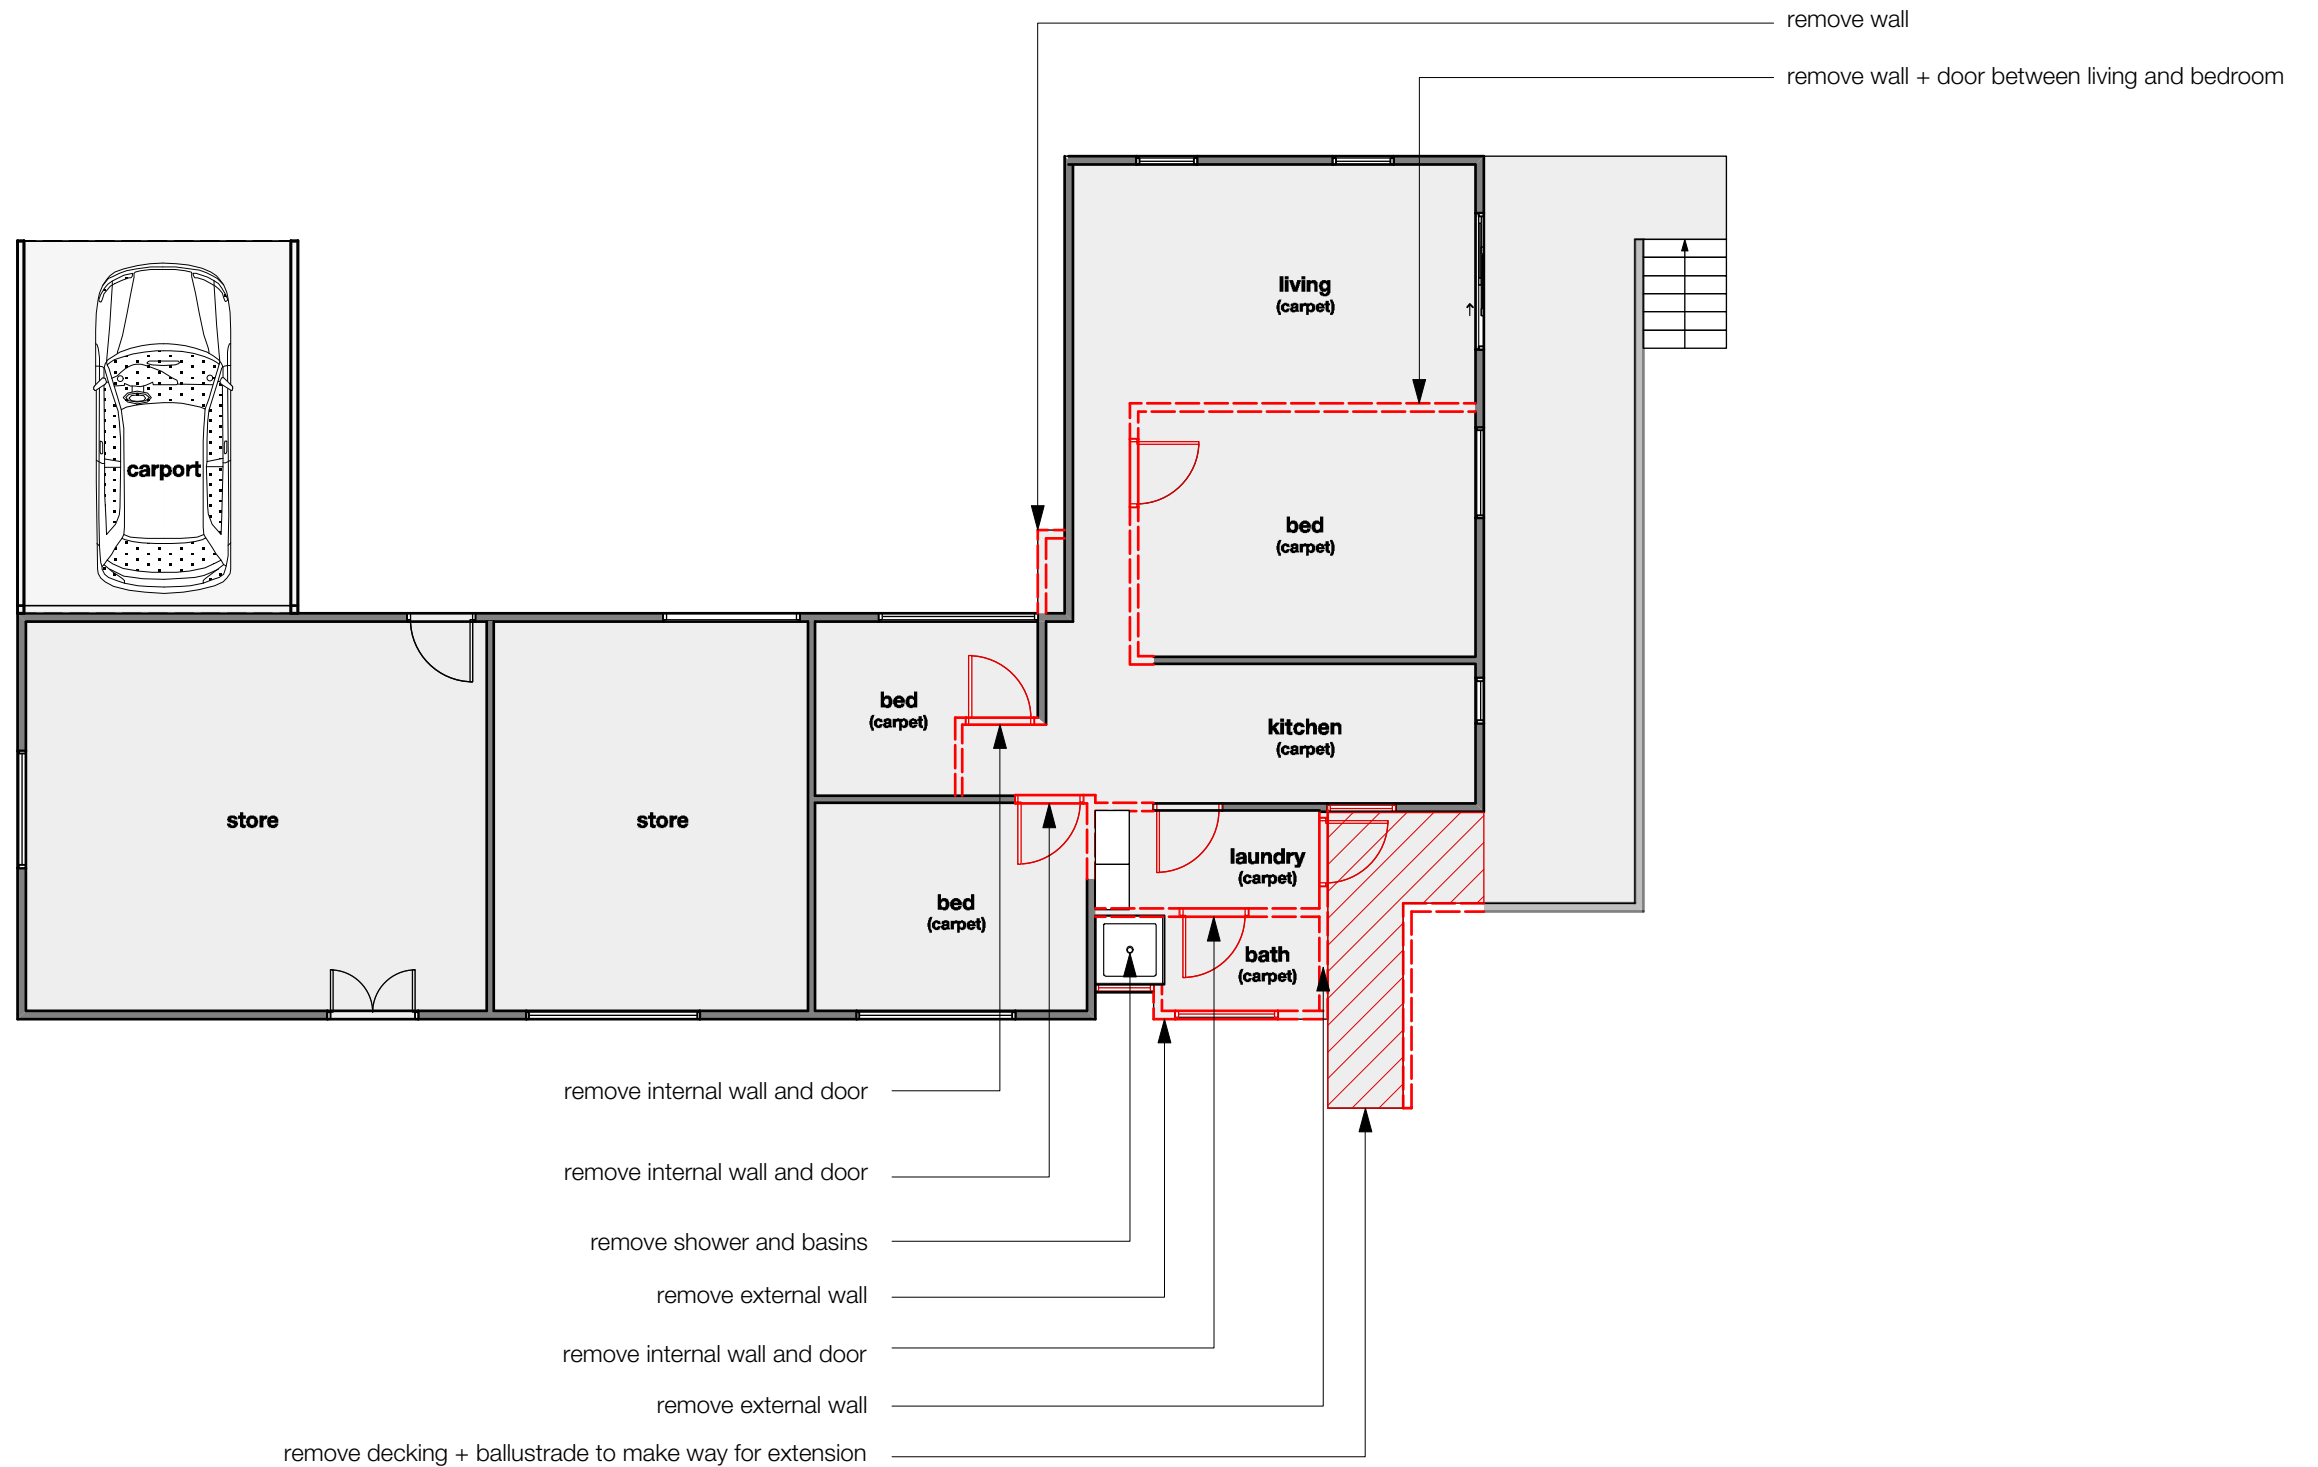 remove wall
remove wall + door between living and bedroom
living
(carpet)
carport
bed
(carpet)
bed
(carpet)
kitchen
(carpet)
store
store
laundry
(carpet)
bed
(carpet)
bath
(carpet)
remove internal wall and door
remove internal wall and door
remove shower and basins
remove external wall
remove internal wall and door
remove external wall
remove decking + ballustrade to make way for extension